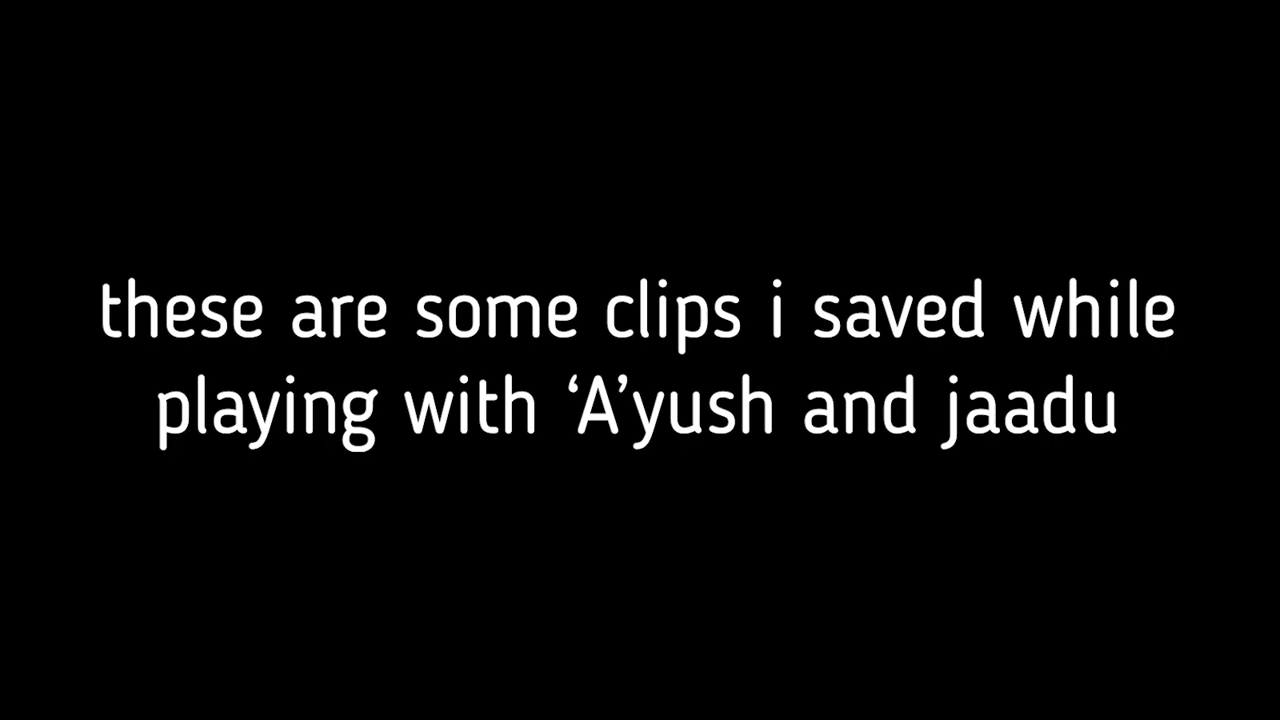 these are some clips i saved while
playing with ‘A’yush and jaadu